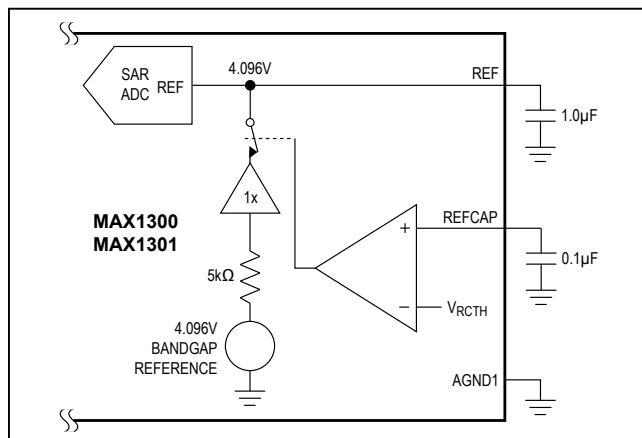 SAR
ADC
REF
4.096V
REF
1.0µF
1x
MAX1300
MAX1301
REFCAP
+
0.1µF
5kΩ
−
VRCTH
4.096V
BANDGAP
REFERENCE
AGND1